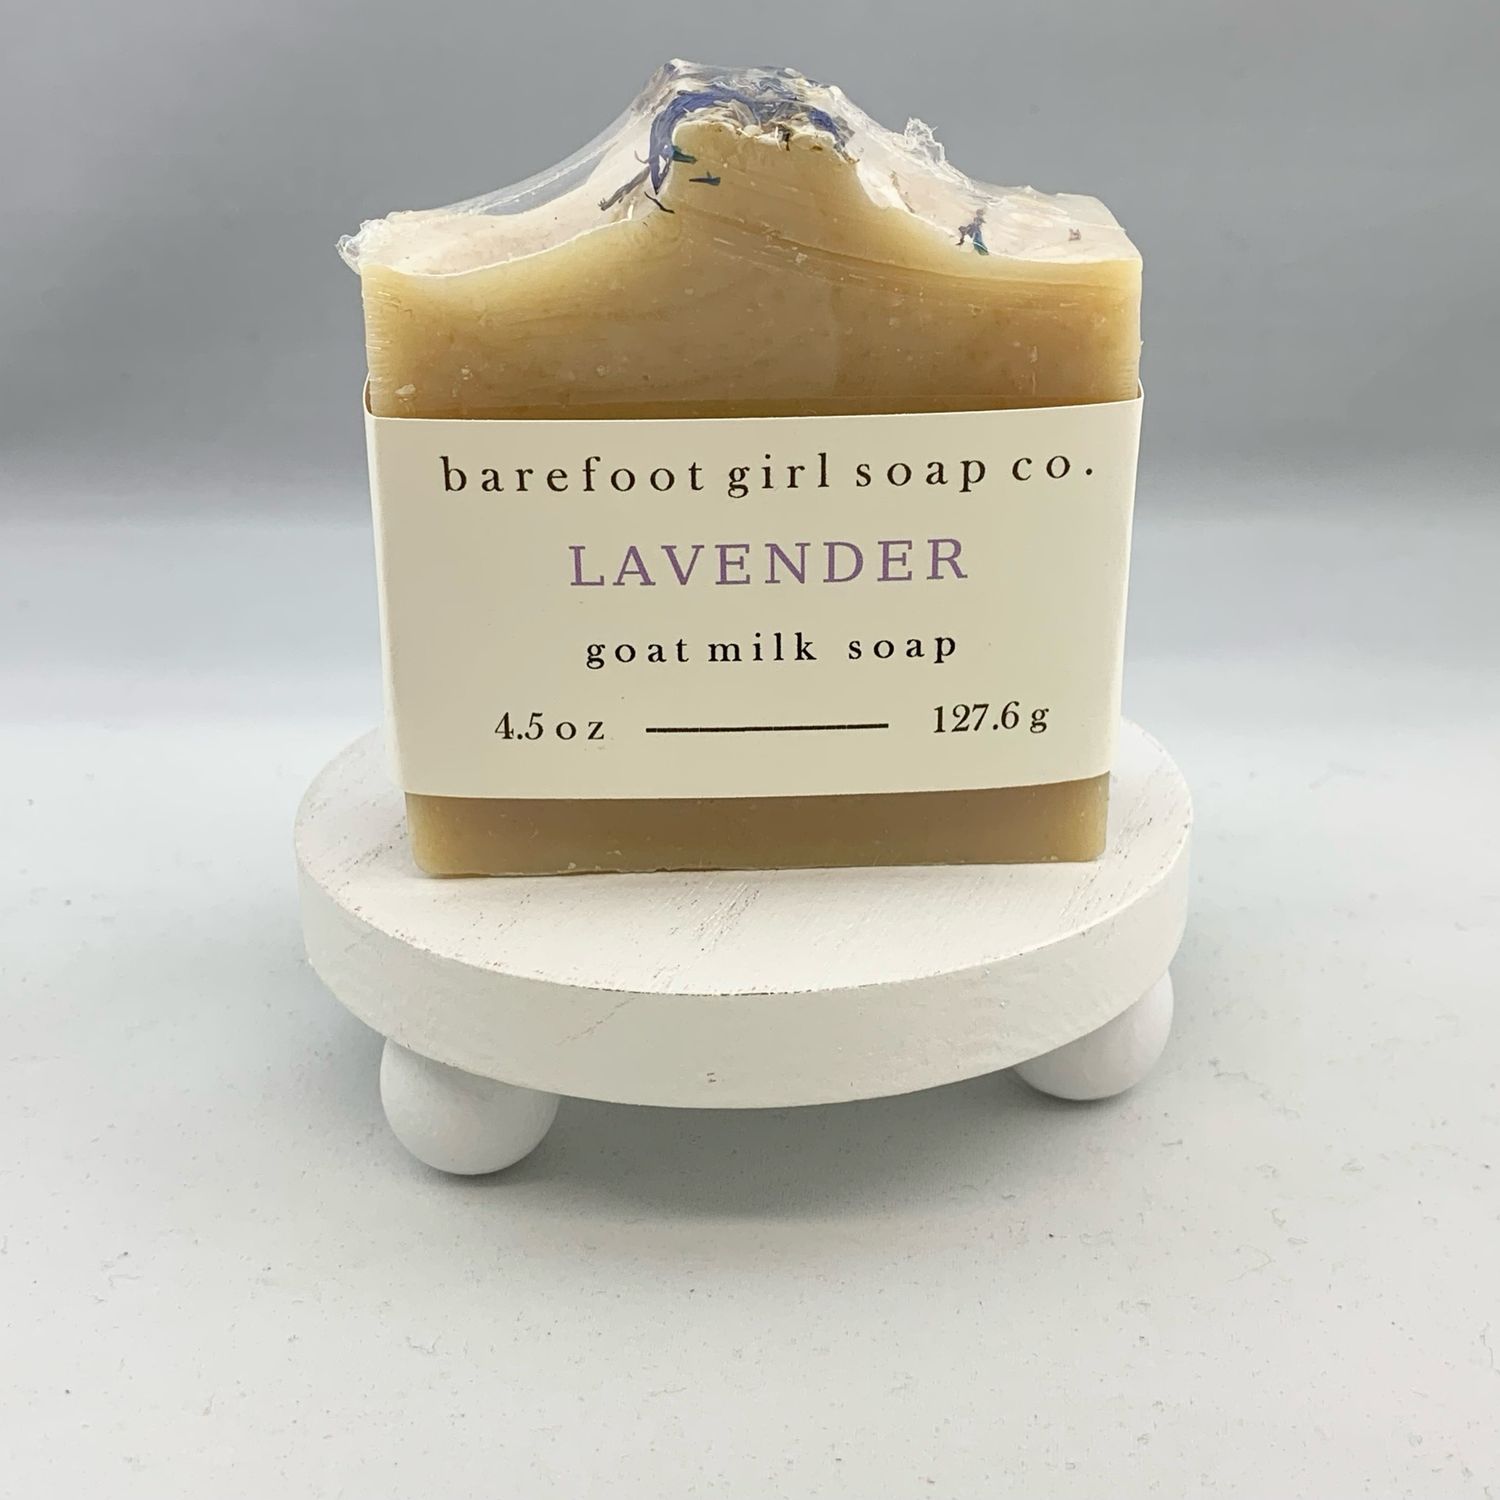 barefoot girl soap co.
LAVENDER
goat milk soap
4.5 oz 127.6 g